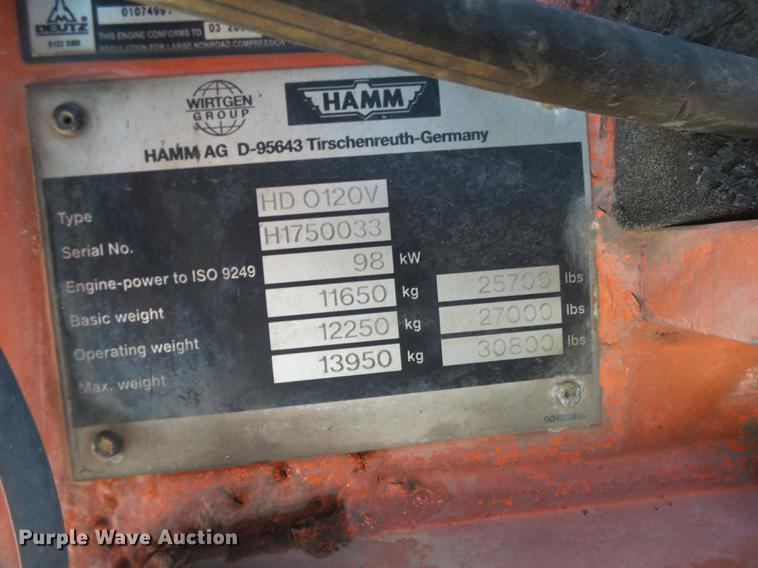 DEUTZ
THIS ENGINE CONFORMS TO
REGULATION FOR LARGE NONROAD COMPRESSION-
WIRTGEN
GROUP
HAMM
HAMM AG D-95643 Tirschenreuth-Germany
Type HD O120V
Serial No. H1750033
Engine-power to ISO 9249 98 kW
Basic weight 11650 kg 25700 lbs
Operating weight 12250 kg 27000 lbs
Max. weight 13950 kg 30800 lbs
Purple Wave Auction